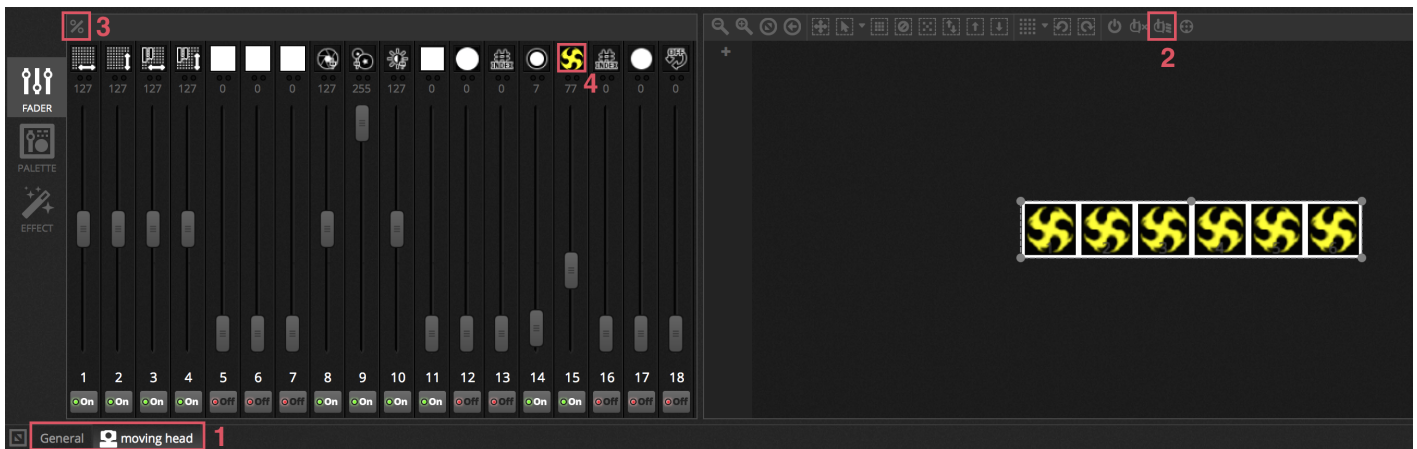 % 3
INDEX INDEX OFF
4
2
127 127 127 127 0 0 0 127 255 127 0 0 0 7 77 0 0 0
FADER
PALETTE
EFFECT
1 2 3 4 5 6 7 8 9 10 11 12 13 14 15 16 17 18
On On On On Off Off Off On On On On Off Off On On Off Off Off
General moving head 1